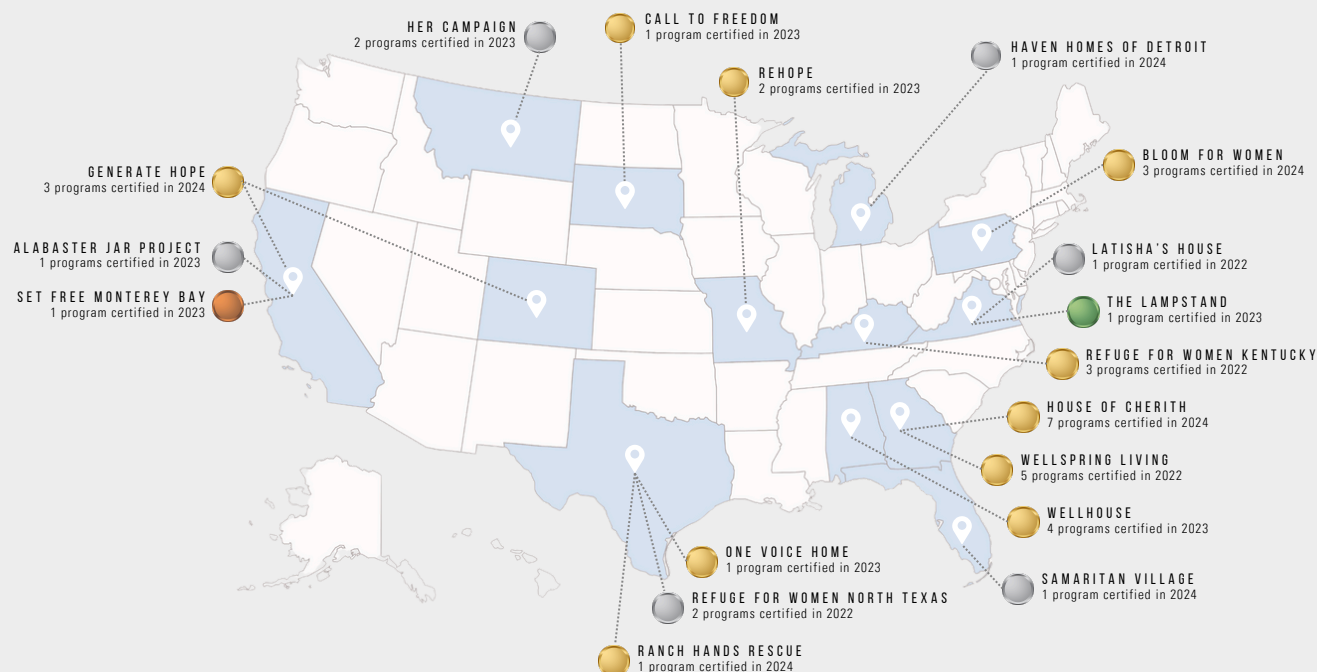 HER CAMPAIGN
2 programs certified in 2023
CALL TO FREEDOM
1 program certified in 2023
HAVEN HOMES OF DETROIT
1 program certified in 2024
REHOPE
2 programs certified in 2023
GENERATE HOPE
3 programs certified in 2024
BLOOM FOR WOMEN
3 programs certified in 2024
ALABASTER JAR PROJECT
1 programs certified in 2023
LATISHA'S HOUSE
1 program certified in 2022
SET FREE MONTEREY BAY
1 program certified in 2023
THE LAMPSTAND
1 program certified in 2023
REFUGE FOR WOMEN KENTUCKY
3 programs certified in 2022
HOUSE OF CHERITH
7 programs certified in 2024
WELLSPRING LIVING
5 programs certified in 2022
WELLHOUSE
4 programs certified in 2023
ONE VOICE HOME
1 program certified in 2023
SAMARITAN VILLAGE
1 program certified in 2024
REFUGE FOR WOMEN NORTH TEXAS
2 programs certified in 2022
RANCH HANDS RESCUE
1 program certified in 2024